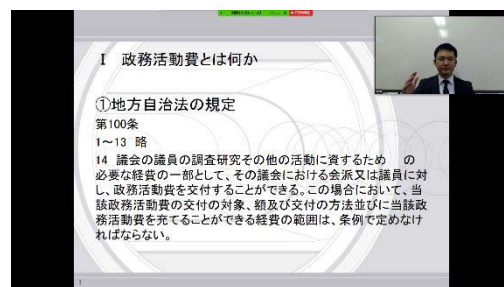 Ⅰ 政務活動費とは何か
①地方自治法の規定
第100条
1～13 略
14 議会の議員の調査研究その他の活動に資するため の
必要な経費の一部として、その議会における会派又は議員に対
し、政務活動費を交付することができる。この場合において、当
該政務活動費の交付の対象、額及び交付の方法並びに当該政
務活動費を充てることができる経費の範囲は、条例で定めなけ
ればならない。
1